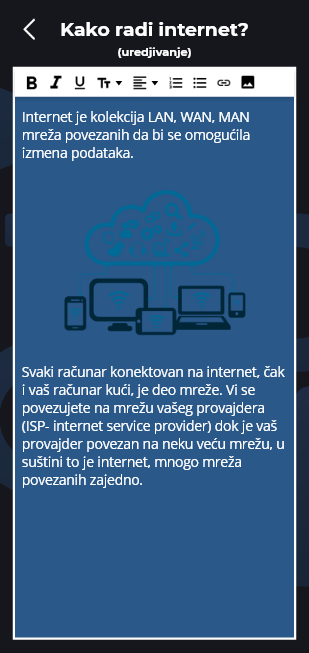 Kako radi internet?
(uredjivanje)
B I U Tт
Internet je kolekcija LAN, WAN, MAN
mreža povezanih da bi se omogućila
izmena podataka.
Svaki računar konektovan na internet, čak
i vaš računar kući, je deo mreže. Vi se
povezujete na mrežu vašeg provajdera
(ISP- internet service provider) dok je vaš
provajder povezan na neku veću mrežu, u
suštini to je internet, mnogo mreža
povezanih zajedno.